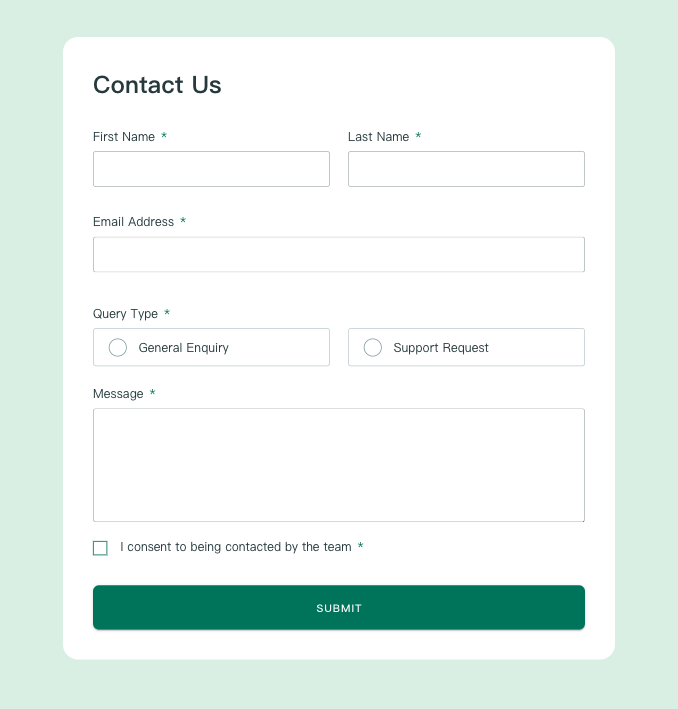 Contact Us
First Name *
Last Name *
Email Address *
Query Type *
General Enquiry
Support Request
Message *
I consent to being contacted by the team *
SUBMIT